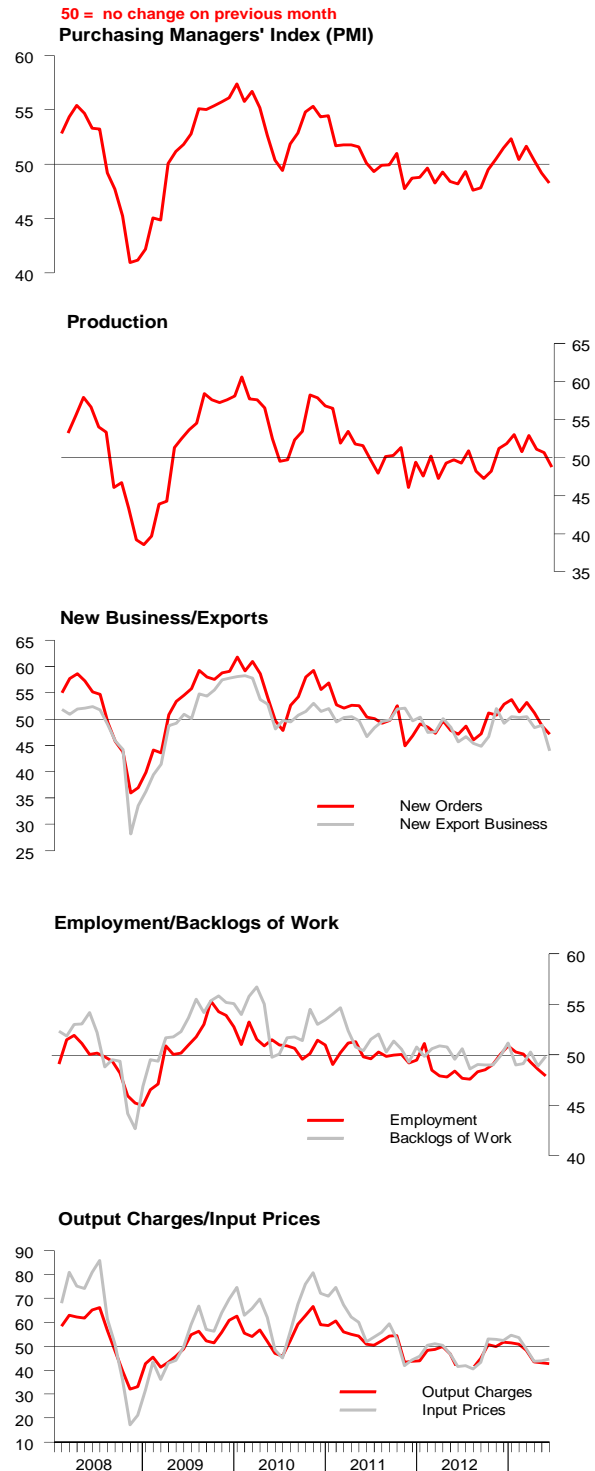 50 = no change on previous month
Purchasing Managers' Index (PMI)
60
55
50
45
40
Production
65
60
55
50
45
40
35
New Business/Exports
65
60
55
50
45
40
35
30
25
New Orders
New Export Business
Employment/Backlogs of Work
60
55
50
45
40
Employment
Backlogs of Work
Output Charges/Input Prices
90
80
70
60
50
40
30
20
10
Output Charges
Input Prices
2008 2009 2010 2011 2012